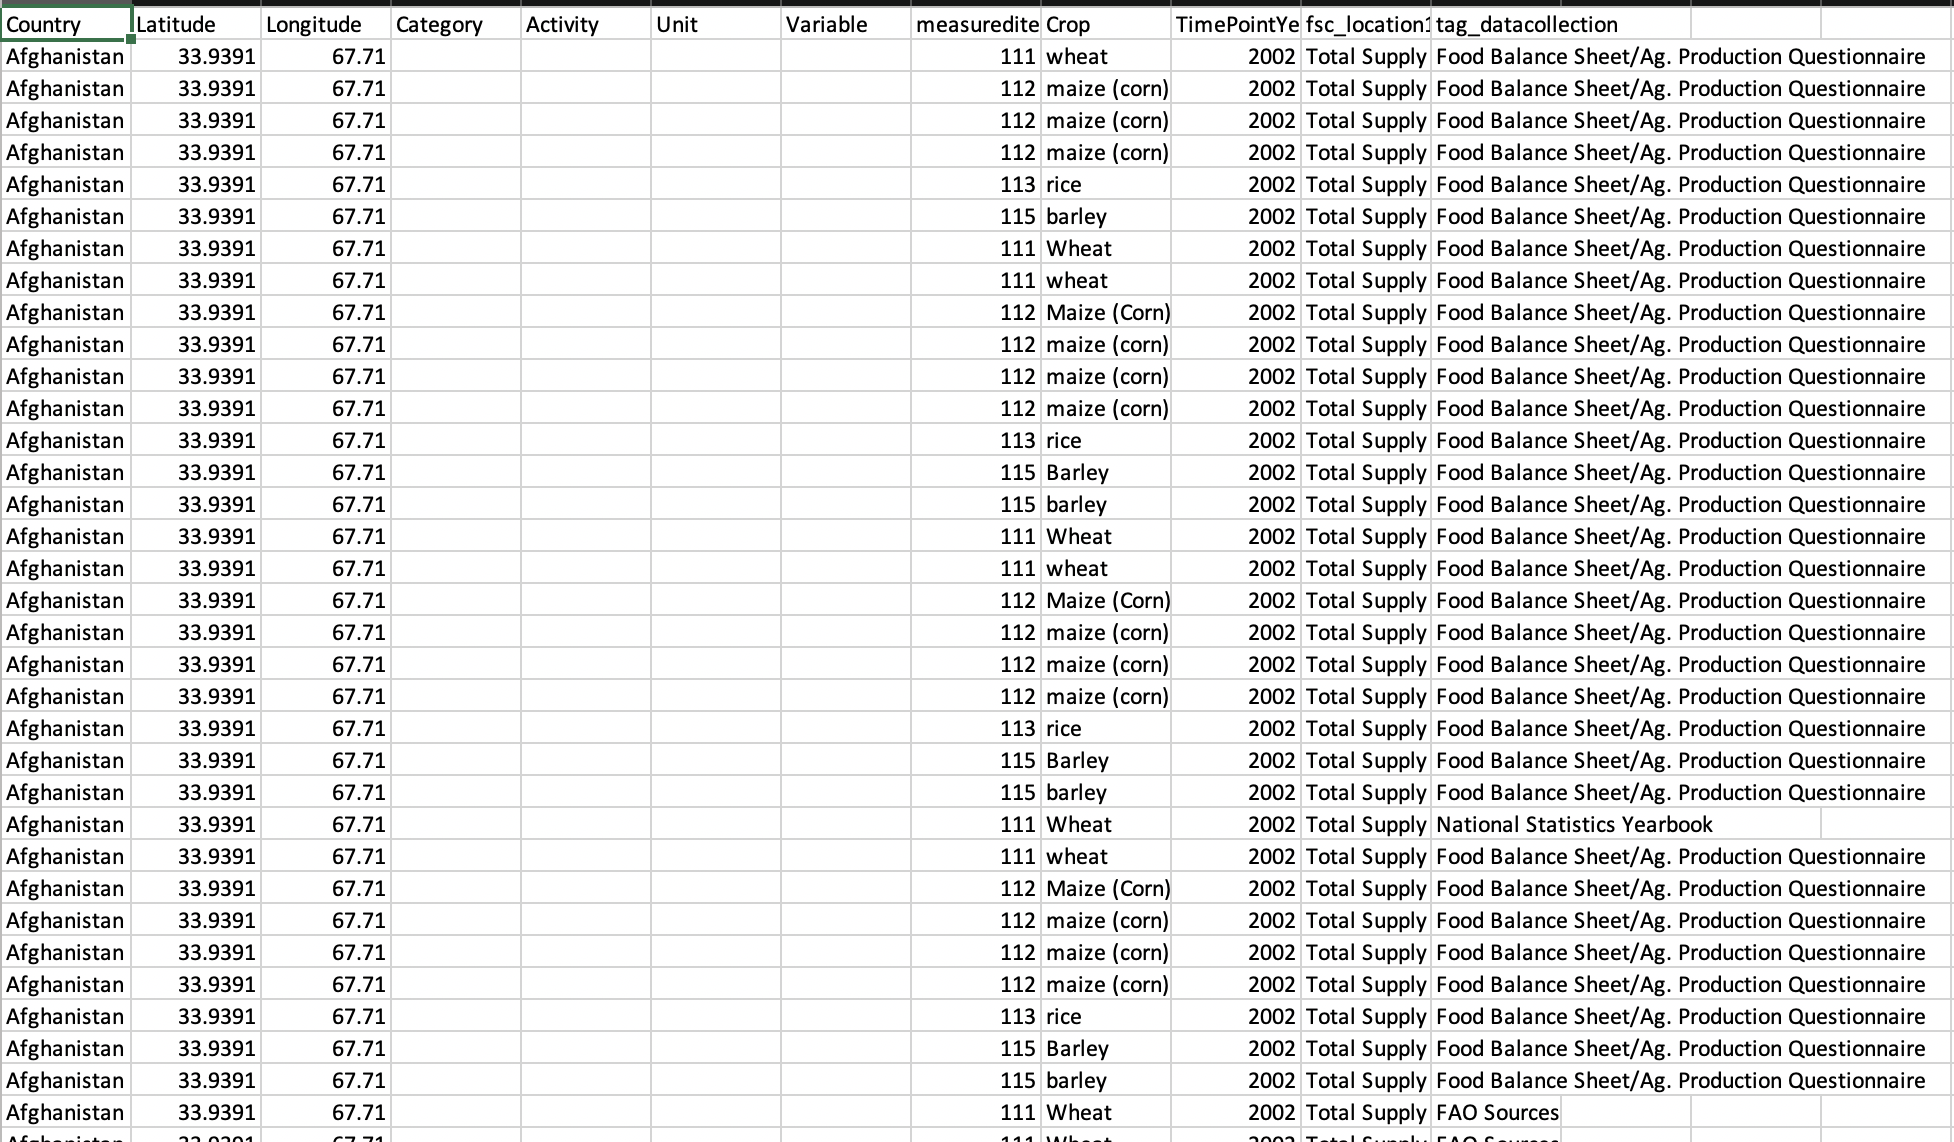 Country Latitude Longitude Category Activity Unit Variable measuredite Crop TimePointYe fsc_location1 tag_datacollection
Afghanistan 33.9391 67.71 111 wheat 2002 Total Supply Food Balance Sheet/Ag. Production Questionnaire
Afghanistan 33.9391 67.71 112 maize (corn) 2002 Total Supply Food Balance Sheet/Ag. Production Questionnaire
Afghanistan 33.9391 67.71 112 maize (corn) 2002 Total Supply Food Balance Sheet/Ag. Production Questionnaire
Afghanistan 33.9391 67.71 112 maize (corn) 2002 Total Supply Food Balance Sheet/Ag. Production Questionnaire
Afghanistan 33.9391 67.71 113 rice 2002 Total Supply Food Balance Sheet/Ag. Production Questionnaire
Afghanistan 33.9391 67.71 115 barley 2002 Total Supply Food Balance Sheet/Ag. Production Questionnaire
Afghanistan 33.9391 67.71 111 Wheat 2002 Total Supply Food Balance Sheet/Ag. Production Questionnaire
Afghanistan 33.9391 67.71 111 wheat 2002 Total Supply Food Balance Sheet/Ag. Production Questionnaire
Afghanistan 33.9391 67.71 112 Maize (Corn) 2002 Total Supply Food Balance Sheet/Ag. Production Questionnaire
Afghanistan 33.9391 67.71 112 maize (corn) 2002 Total Supply Food Balance Sheet/Ag. Production Questionnaire
Afghanistan 33.9391 67.71 112 maize (corn) 2002 Total Supply Food Balance Sheet/Ag. Production Questionnaire
Afghanistan 33.9391 67.71 112 maize (corn) 2002 Total Supply Food Balance Sheet/Ag. Production Questionnaire
Afghanistan 33.9391 67.71 113 rice 2002 Total Supply Food Balance Sheet/Ag. Production Questionnaire
Afghanistan 33.9391 67.71 115 Barley 2002 Total Supply Food Balance Sheet/Ag. Production Questionnaire
Afghanistan 33.9391 67.71 115 barley 2002 Total Supply Food Balance Sheet/Ag. Production Questionnaire
Afghanistan 33.9391 67.71 111 Wheat 2002 Total Supply Food Balance Sheet/Ag. Production Questionnaire
Afghanistan 33.9391 67.71 111 wheat 2002 Total Supply Food Balance Sheet/Ag. Production Questionnaire
Afghanistan 33.9391 67.71 112 Maize (Corn) 2002 Total Supply Food Balance Sheet/Ag. Production Questionnaire
Afghanistan 33.9391 67.71 112 maize (corn) 2002 Total Supply Food Balance Sheet/Ag. Production Questionnaire
Afghanistan 33.9391 67.71 112 maize (corn) 2002 Total Supply Food Balance Sheet/Ag. Production Questionnaire
Afghanistan 33.9391 67.71 112 maize (corn) 2002 Total Supply Food Balance Sheet/Ag. Production Questionnaire
Afghanistan 33.9391 67.71 113 rice 2002 Total Supply Food Balance Sheet/Ag. Production Questionnaire
Afghanistan 33.9391 67.71 115 Barley 2002 Total Supply Food Balance Sheet/Ag. Production Questionnaire
Afghanistan 33.9391 67.71 115 barley 2002 Total Supply Food Balance Sheet/Ag. Production Questionnaire
Afghanistan 33.9391 67.71 111 Wheat 2002 Total Supply National Statistics Yearbook
Afghanistan 33.9391 67.71 111 wheat 2002 Total Supply Food Balance Sheet/Ag. Production Questionnaire
Afghanistan 33.9391 67.71 112 Maize (Corn) 2002 Total Supply Food Balance Sheet/Ag. Production Questionnaire
Afghanistan 33.9391 67.71 112 maize (corn) 2002 Total Supply Food Balance Sheet/Ag. Production Questionnaire
Afghanistan 33.9391 67.71 112 maize (corn) 2002 Total Supply Food Balance Sheet/Ag. Production Questionnaire
Afghanistan 33.9391 67.71 112 maize (corn) 2002 Total Supply Food Balance Sheet/Ag. Production Questionnaire
Afghanistan 33.9391 67.71 113 rice 2002 Total Supply Food Balance Sheet/Ag. Production Questionnaire
Afghanistan 33.9391 67.71 115 Barley 2002 Total Supply Food Balance Sheet/Ag. Production Questionnaire
Afghanistan 33.9391 67.71 115 barley 2002 Total Supply Food Balance Sheet/Ag. Production Questionnaire
Afghanistan 33.9391 67.71 111 Wheat 2002 Total Supply FAO Sources